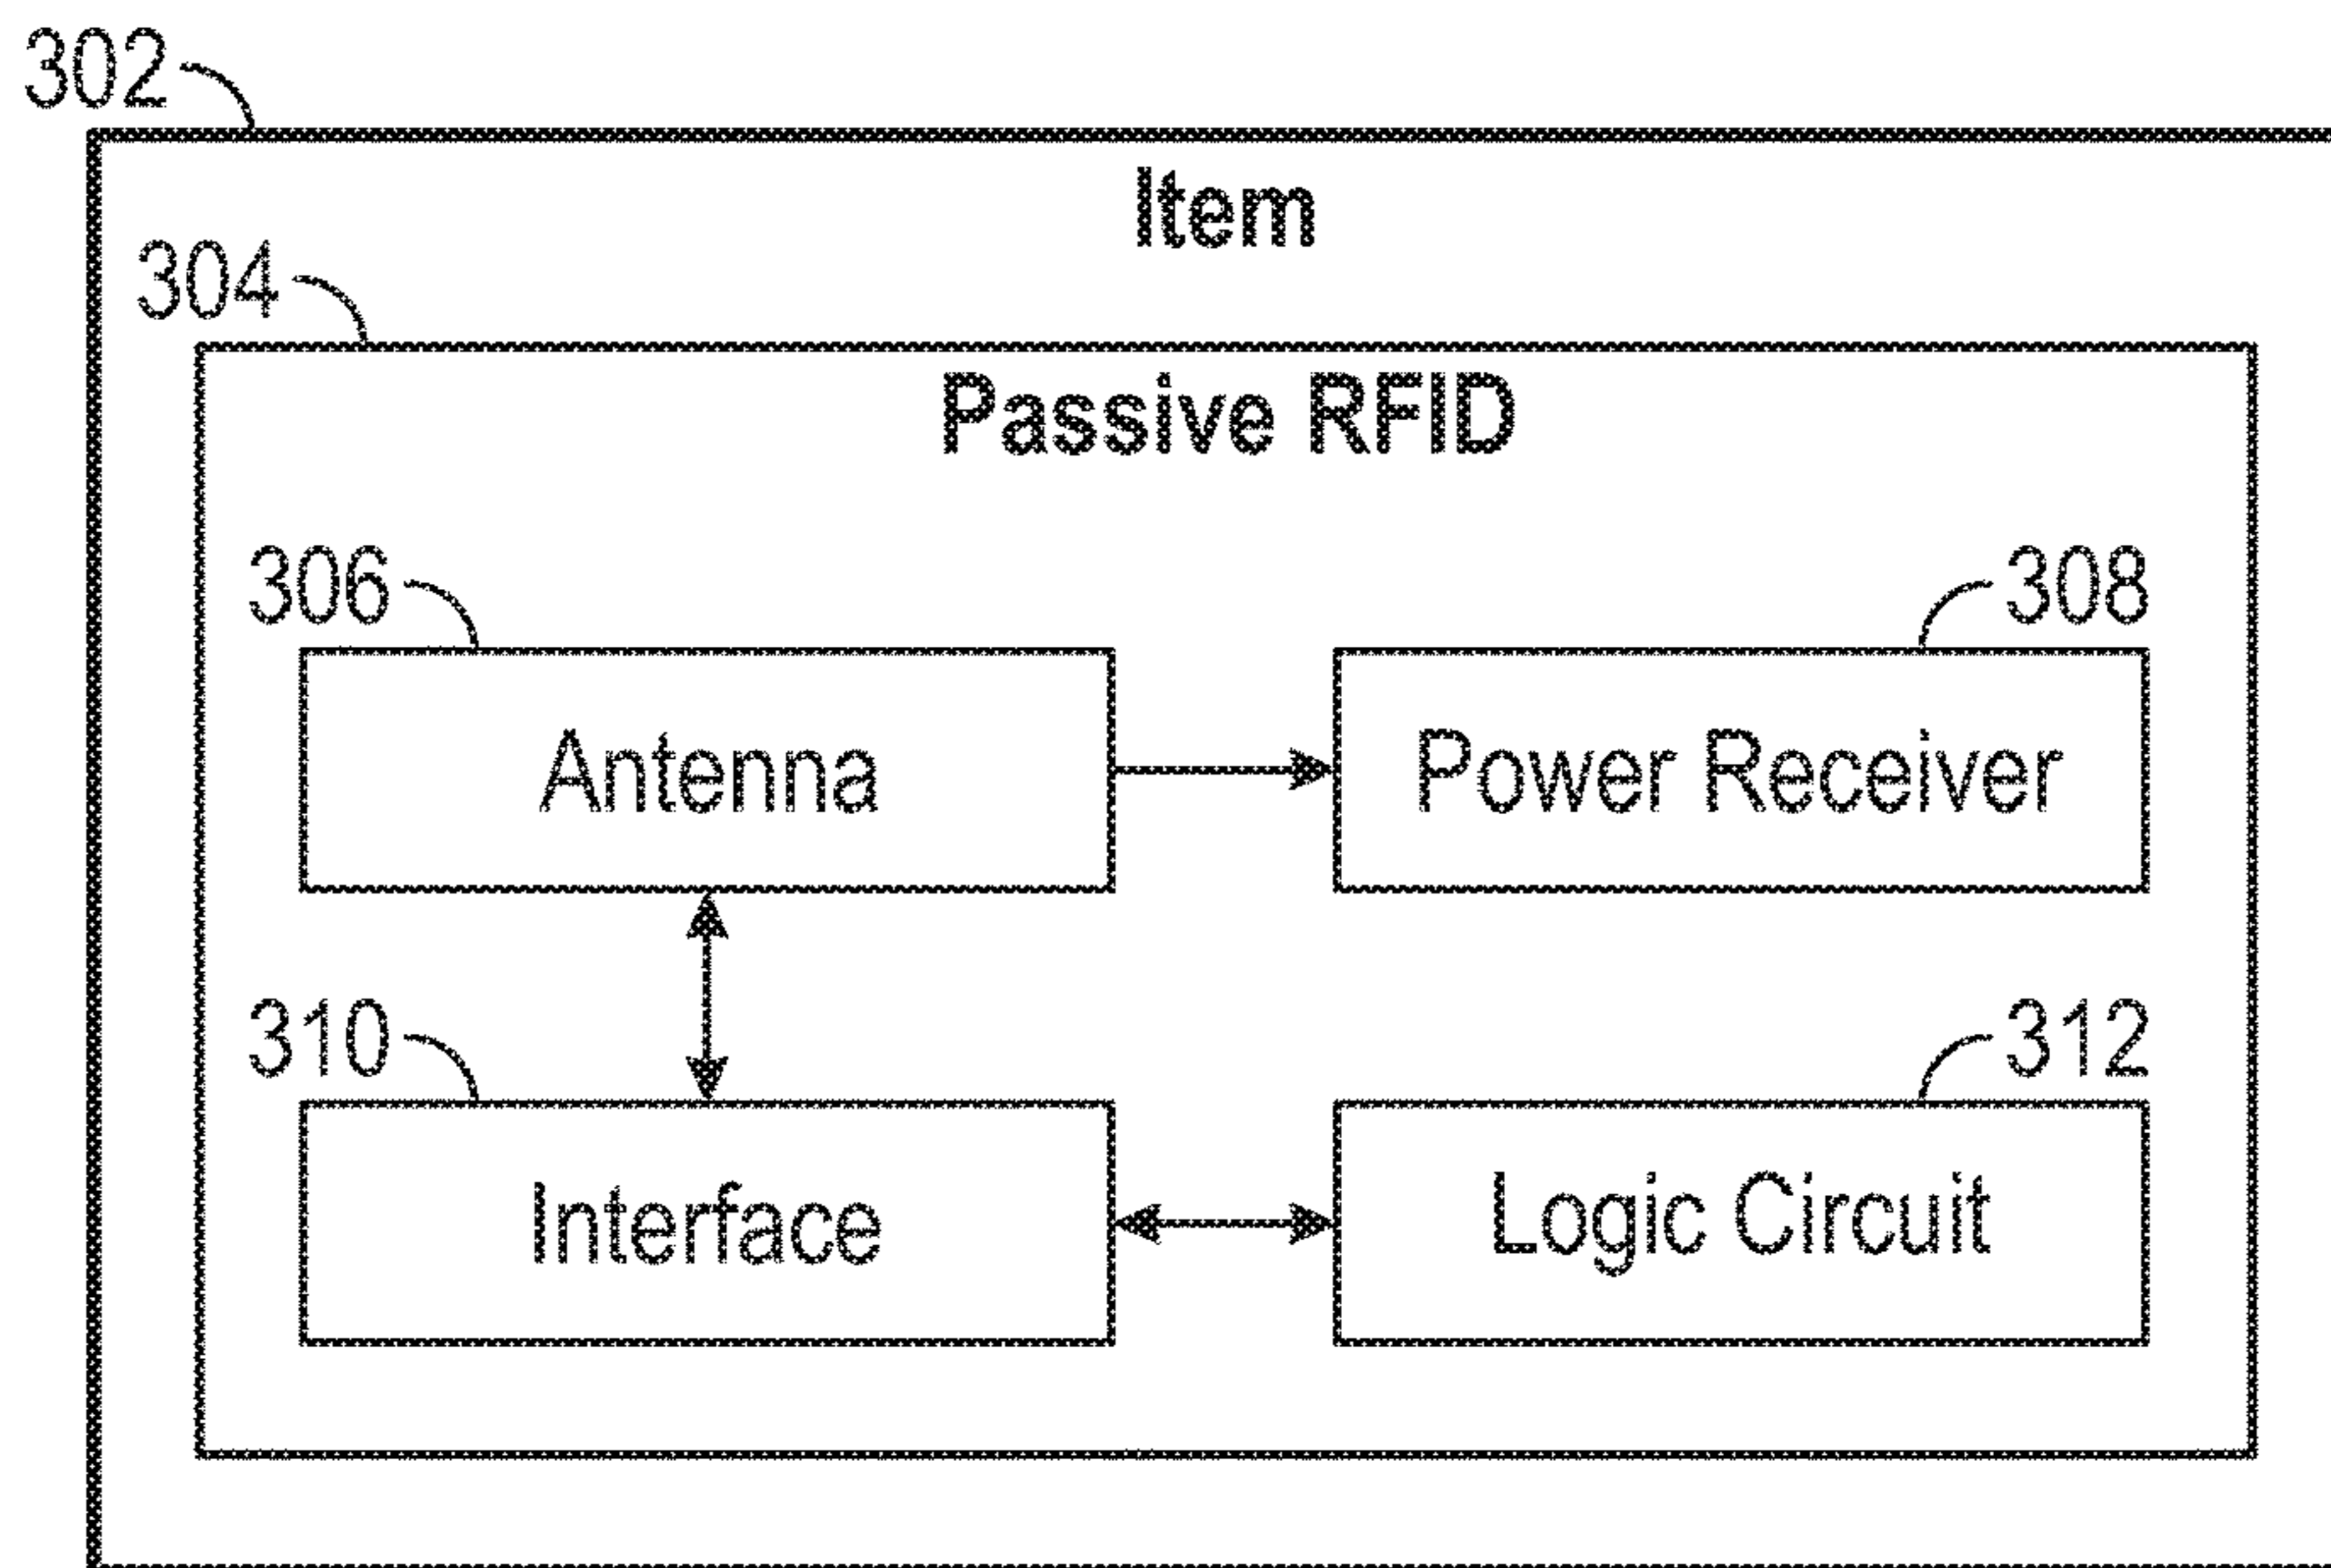 302
Item
304
Passive RFID
306
308
Antenna
Power Receiver
310
312
Interface
Logic Circuit